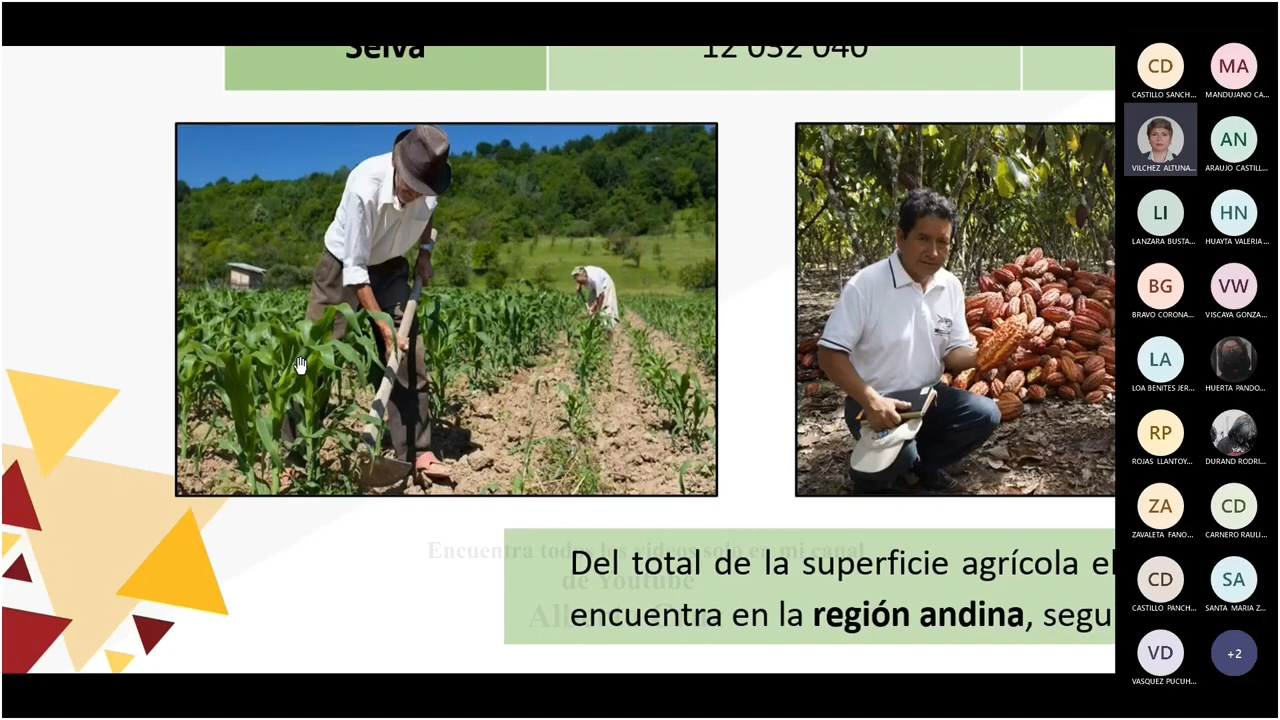 Selva
12 032 040
Del total de la superficie agrícola el
encuentra en la región andina, segu
Encuentra todos los videos solo en mi canal
de Youtube
CD
CASTILLO SANCH...
MA
MANDUJANO CA...
VILCHEZ ALTUNA...
AN
ARAUJO CASTILL...
LI
LANZARA BUSTA...
HN
HUAYTA VALERIA ...
BG
BRAVO CORONA...
VW
VISCAYA GONZA...
LA
LOA BENITES JER...
HUERTA PANDO...
RP
ROJAS LLANTOY...
DURAND RODRI...
ZA
ZAVALETA FANO...
CD
CARNERO RAULI...
CD
CASTILLO PANCH...
SA
SANTA MARIA Z...
VD
VASQUEZ PUCUH...
+2